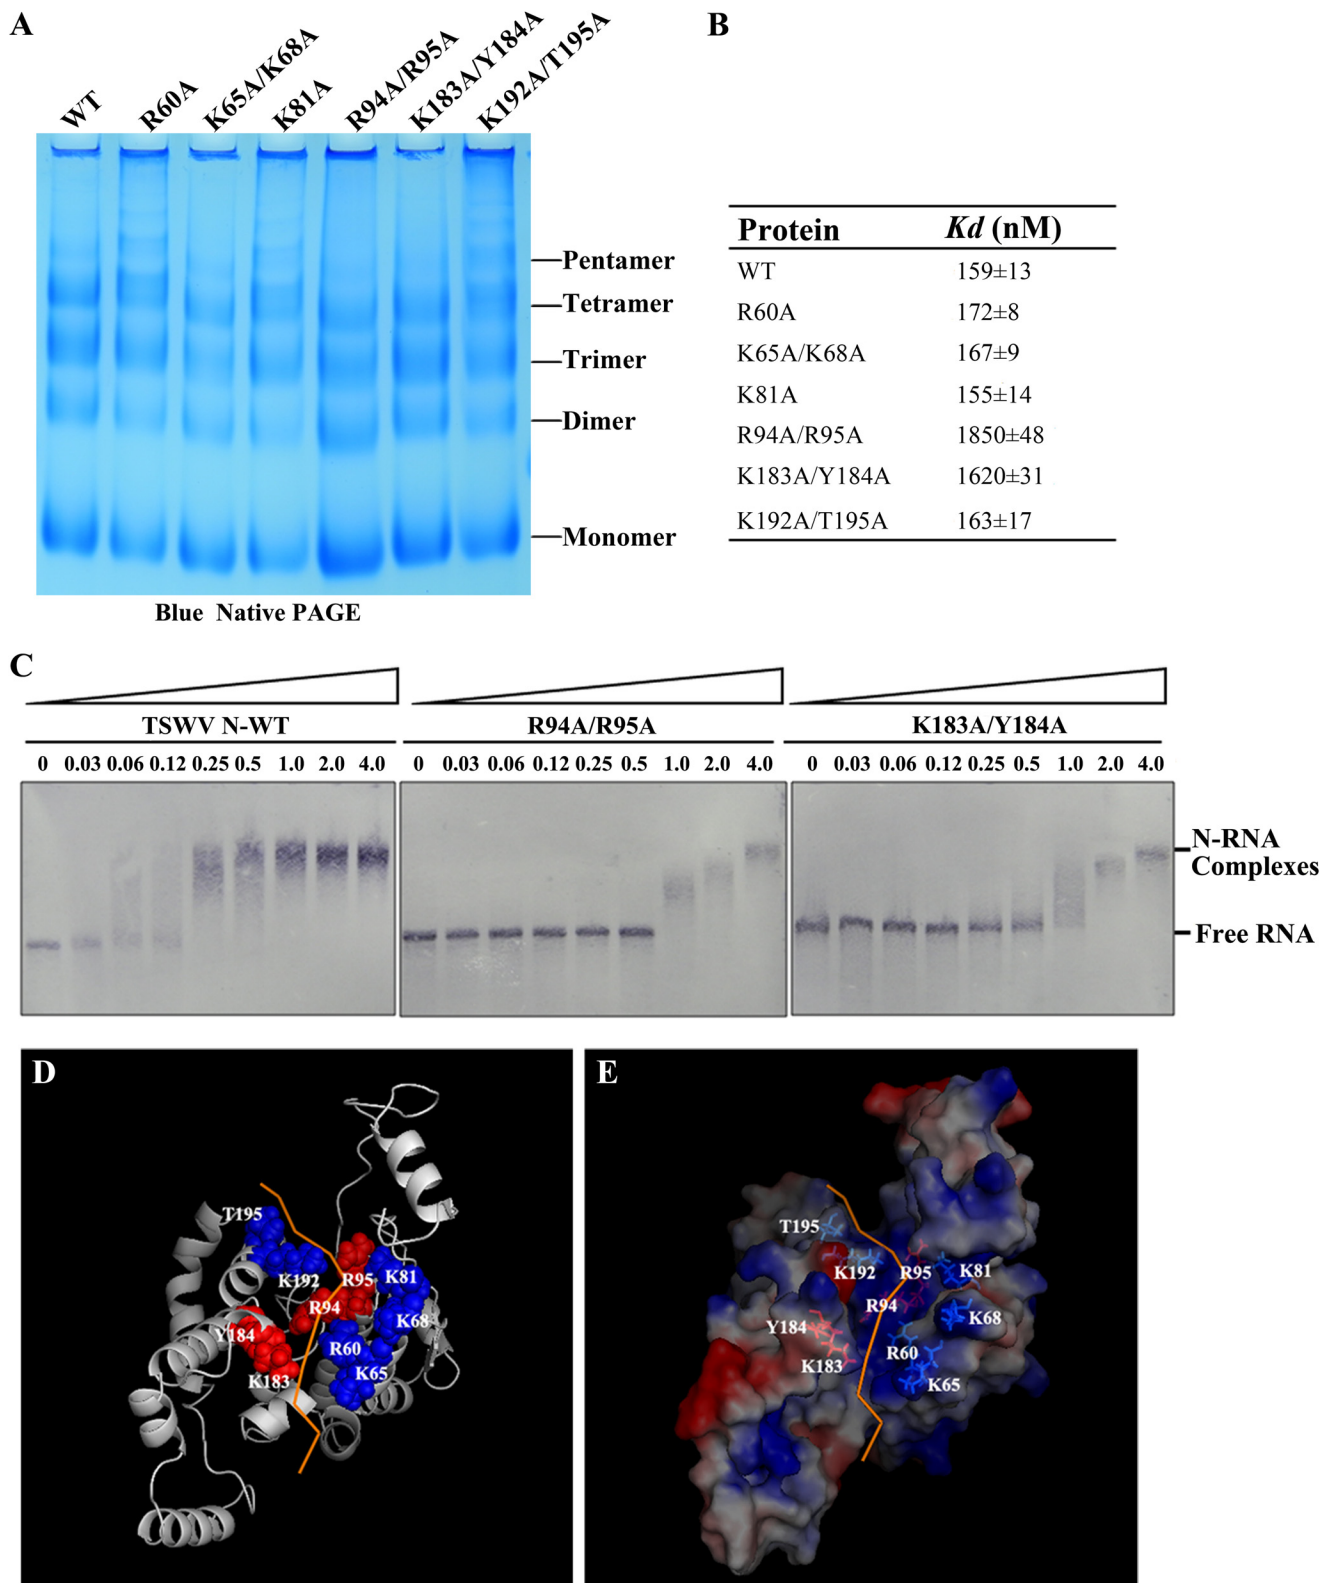 A
B
WT
R60A
K65A/K68A
K81A
R94A/R95A
K183A/Y184A
K192A/T195A
Pentamer
Tetramer
Trimer
Dimer
Monomer
Blue Native PAGE
Protein Kd (nM)
WT 159±13
R60A 172±8
K65A/K68A 167±9
K81A 155±14
R94A/R95A 1850±48
K183A/Y184A 1620±31
K192A/T195A 163±17
C
TSWV N-WT R94A/R95A K183A/Y184A
0 0.03 0.06 0.12 0.25 0.5 1.0 2.0 4.0 0 0.03 0.06 0.12 0.25 0.5 1.0 2.0 4.0 0 0.03 0.06 0.12 0.25 0.5 1.0 2.0 4.0
N-RNA
Complexes
Free RNA
D
T195
K192
R95
K81
R94
K68
Y184
R60
K183
K65
E
T195
K192
R95
K81
R94
K68
Y184
R60
K183
K65